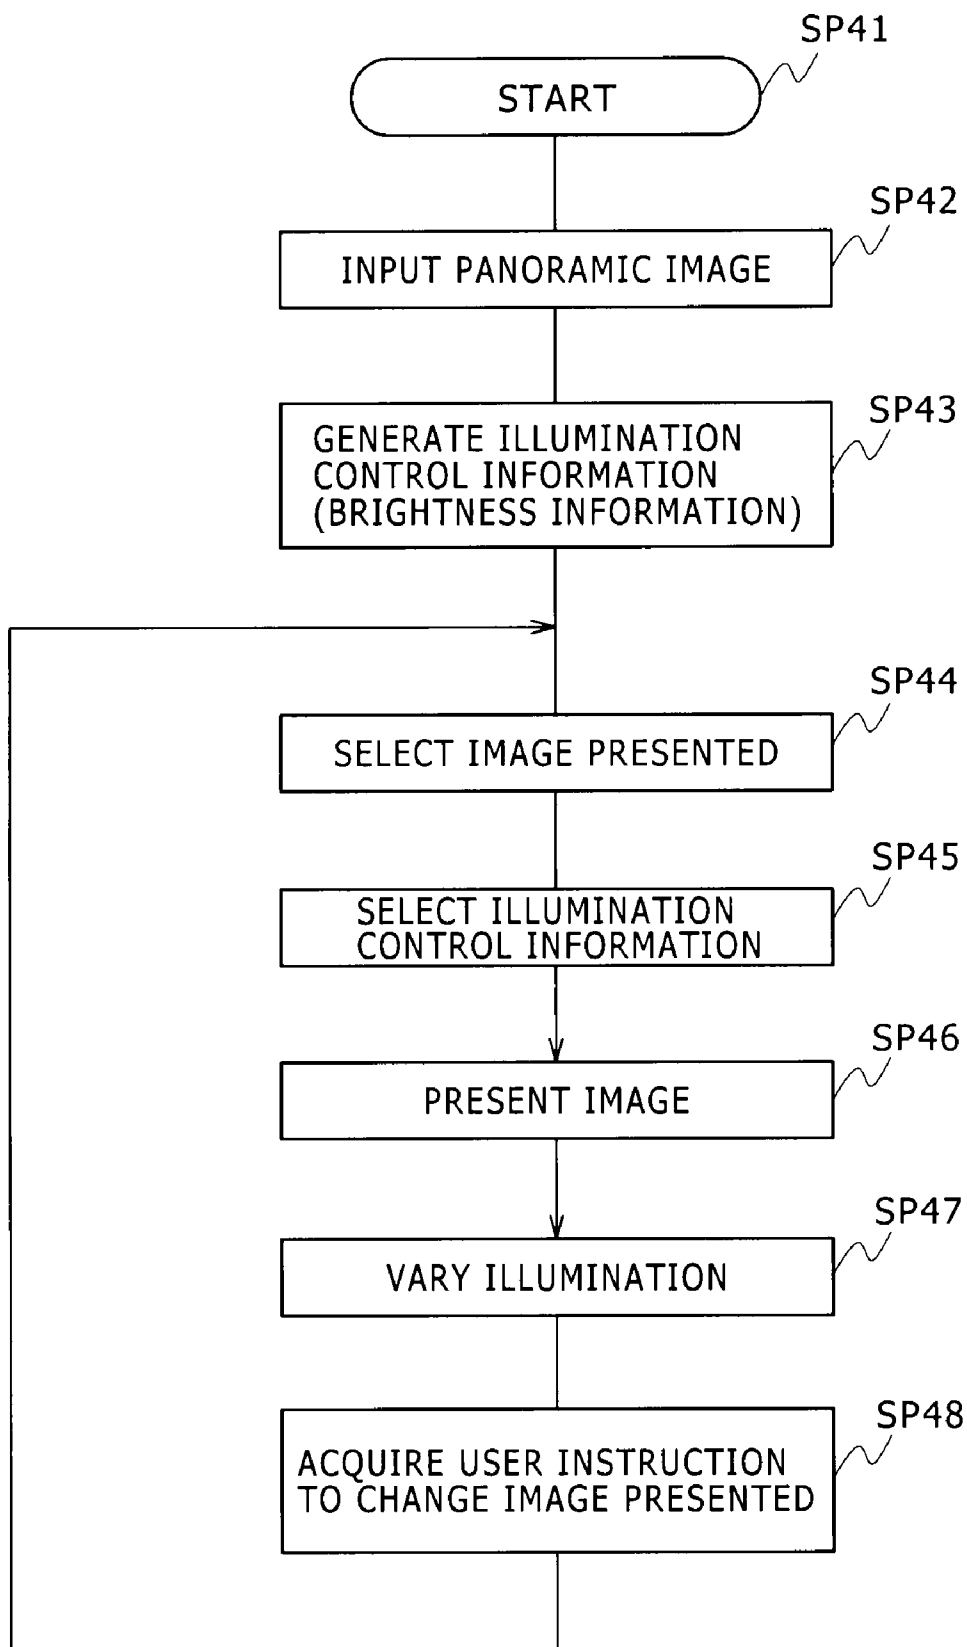 SP41
START
SP42
INPUT PANORAMIC IMAGE
SP43
GENERATE ILLUMINATION
CONTROL INFORMATION
(BRIGHTNESS INFORMATION)
SP44
SELECT IMAGE PRESENTED
SP45
SELECT ILLUMINATION
CONTROL INFORMATION
SP46
PRESENT IMAGE
SP47
VARY ILLUMINATION
SP48
ACQUIRE USER INSTRUCTION
TO CHANGE IMAGE PRESENTED